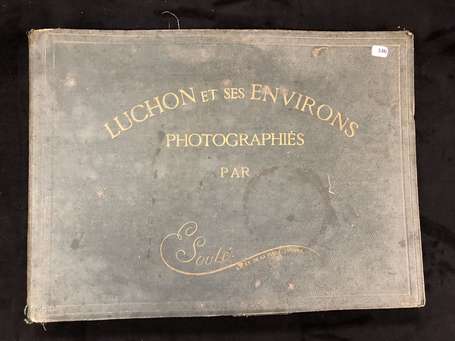 LUCHON ET SES ENVIRONS
PHOTOGRAPHIÉS
PAR
E. Soulé